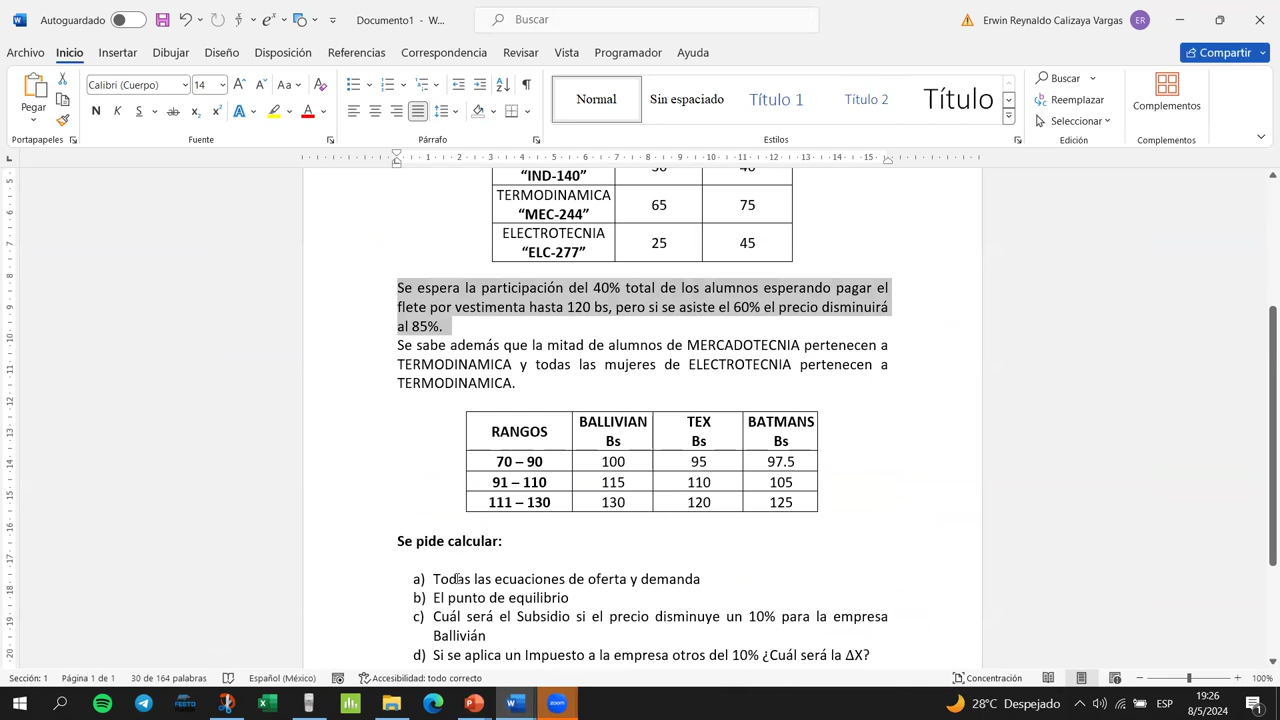 Autoguardado
Documento1 - W...
Buscar
Erwin Reynaldo Calizaya Vargas
ER
Archivo Inicio Insertar Dibujar Diseño Disposición Referencias Correspondencia Revisar Vista Programador Ayuda
Compartir
Pegar
Calibri (Cuerpo) 14
Normal
Sin espaciado
Título 1
Título 2
Título
Buscar
Reemplazar
Seleccionar
Complementos
Portapapeles
Fuente
Párrafo
Estilos
Edición
Complementos
"IND-140"
TERMODINAMICA
"MEC-244"
65 75
ELECTROTECNIA
"ELC-277"
25 45
Se espera la participación del 40% total de los alumnos esperando pagar el
flete por vestimenta hasta 120 bs, pero si se asiste el 60% el precio disminuirá
al 85%.
Se sabe además que la mitad de alumnos de MERCADOTECNIA pertenecen a
TERMODINAMICA y todas las mujeres de ELECTROTECNIA pertenecen a
TERMODINAMICA.
RANGOS BALLIVIAN Bs TEX Bs BATMANS Bs
70 – 90 100 95 97.5
91 – 110 115 110 105
111 – 130 130 120 125
Se pide calcular:
a) Todas las ecuaciones de oferta y demanda
b) El punto de equilibrio
c) Cuál será el Subsidio si el precio disminuye un 10% para la empresa
Ballivián
d) Si se aplica un Impuesto a la empresa otros del 10% ¿Cuál será la ΔX?
Sección: 1 Página 1 de 1 30 de 164 palabras Español (México) Accesibilidad: todo correcto
Concentración
100%
28°C Despejado
ESP
19:26
8/5/2024